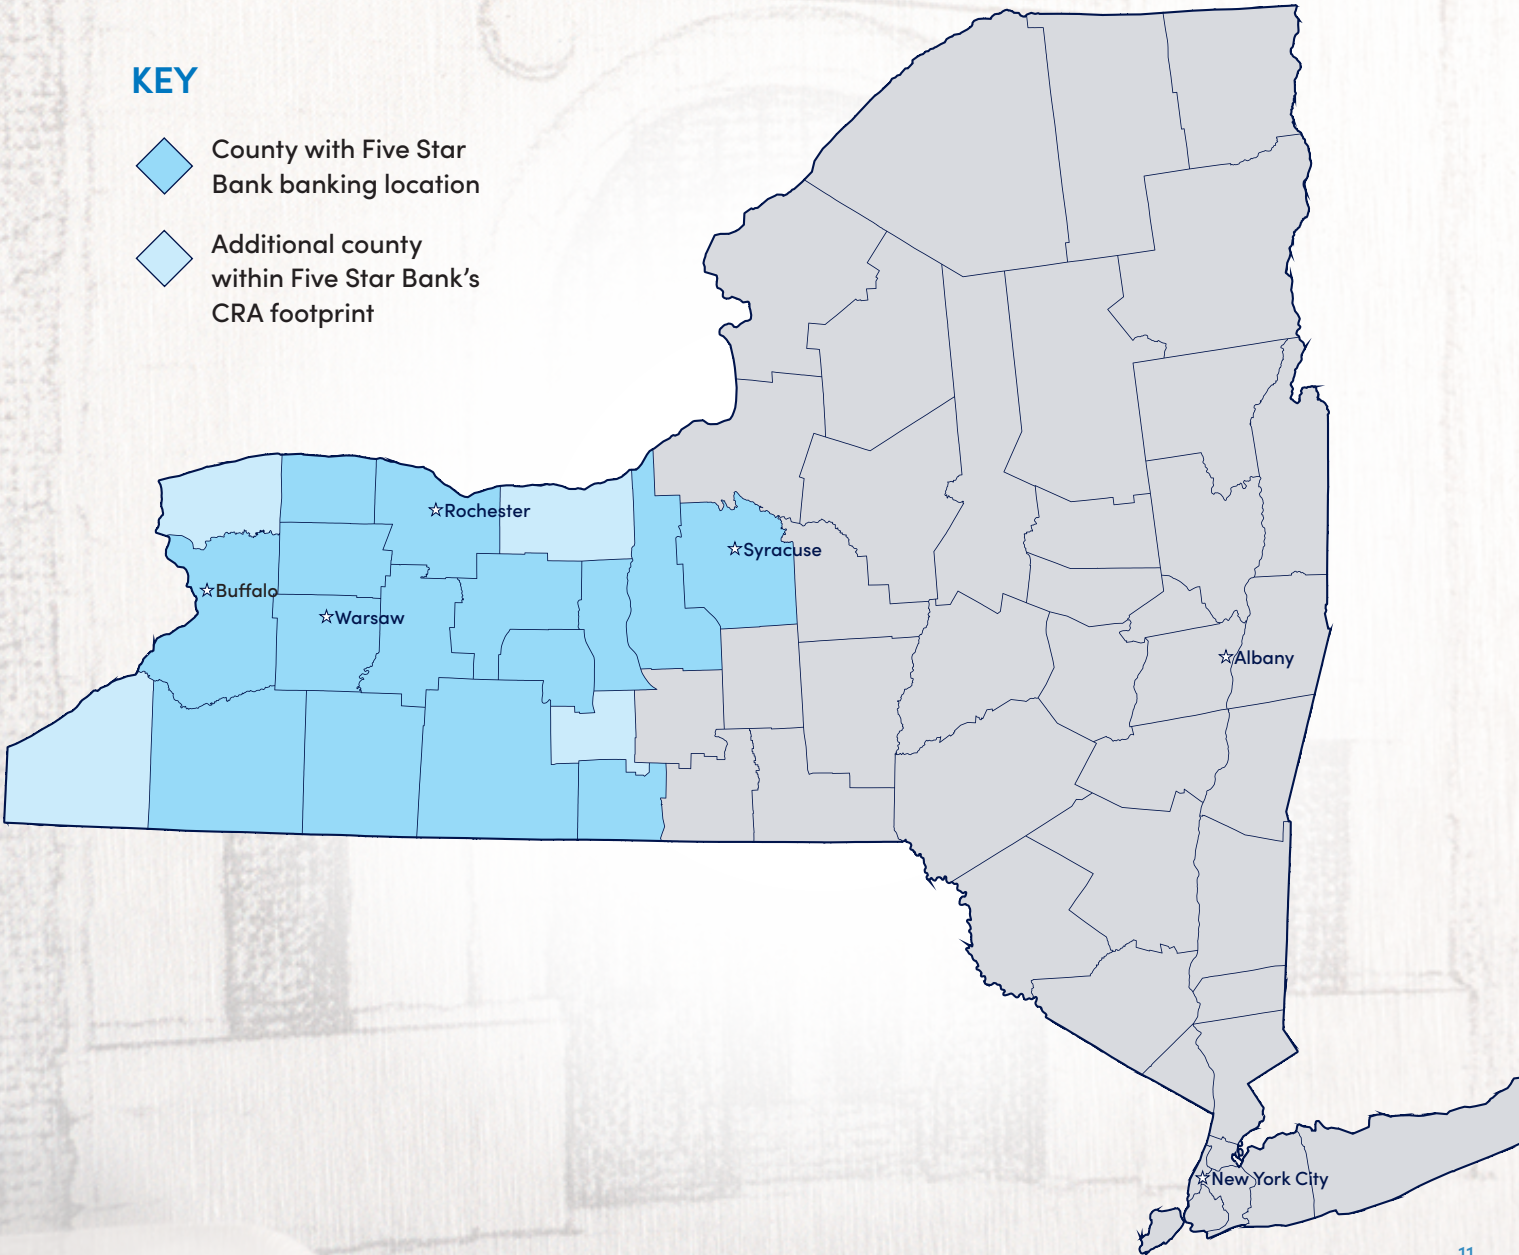 KEY
County with Five Star
Bank banking location
Additional county
within Five Star Bank’s
CRA footprint
Rochester
Syracuse
Buffalo
Warsaw
Albany
New York City
11